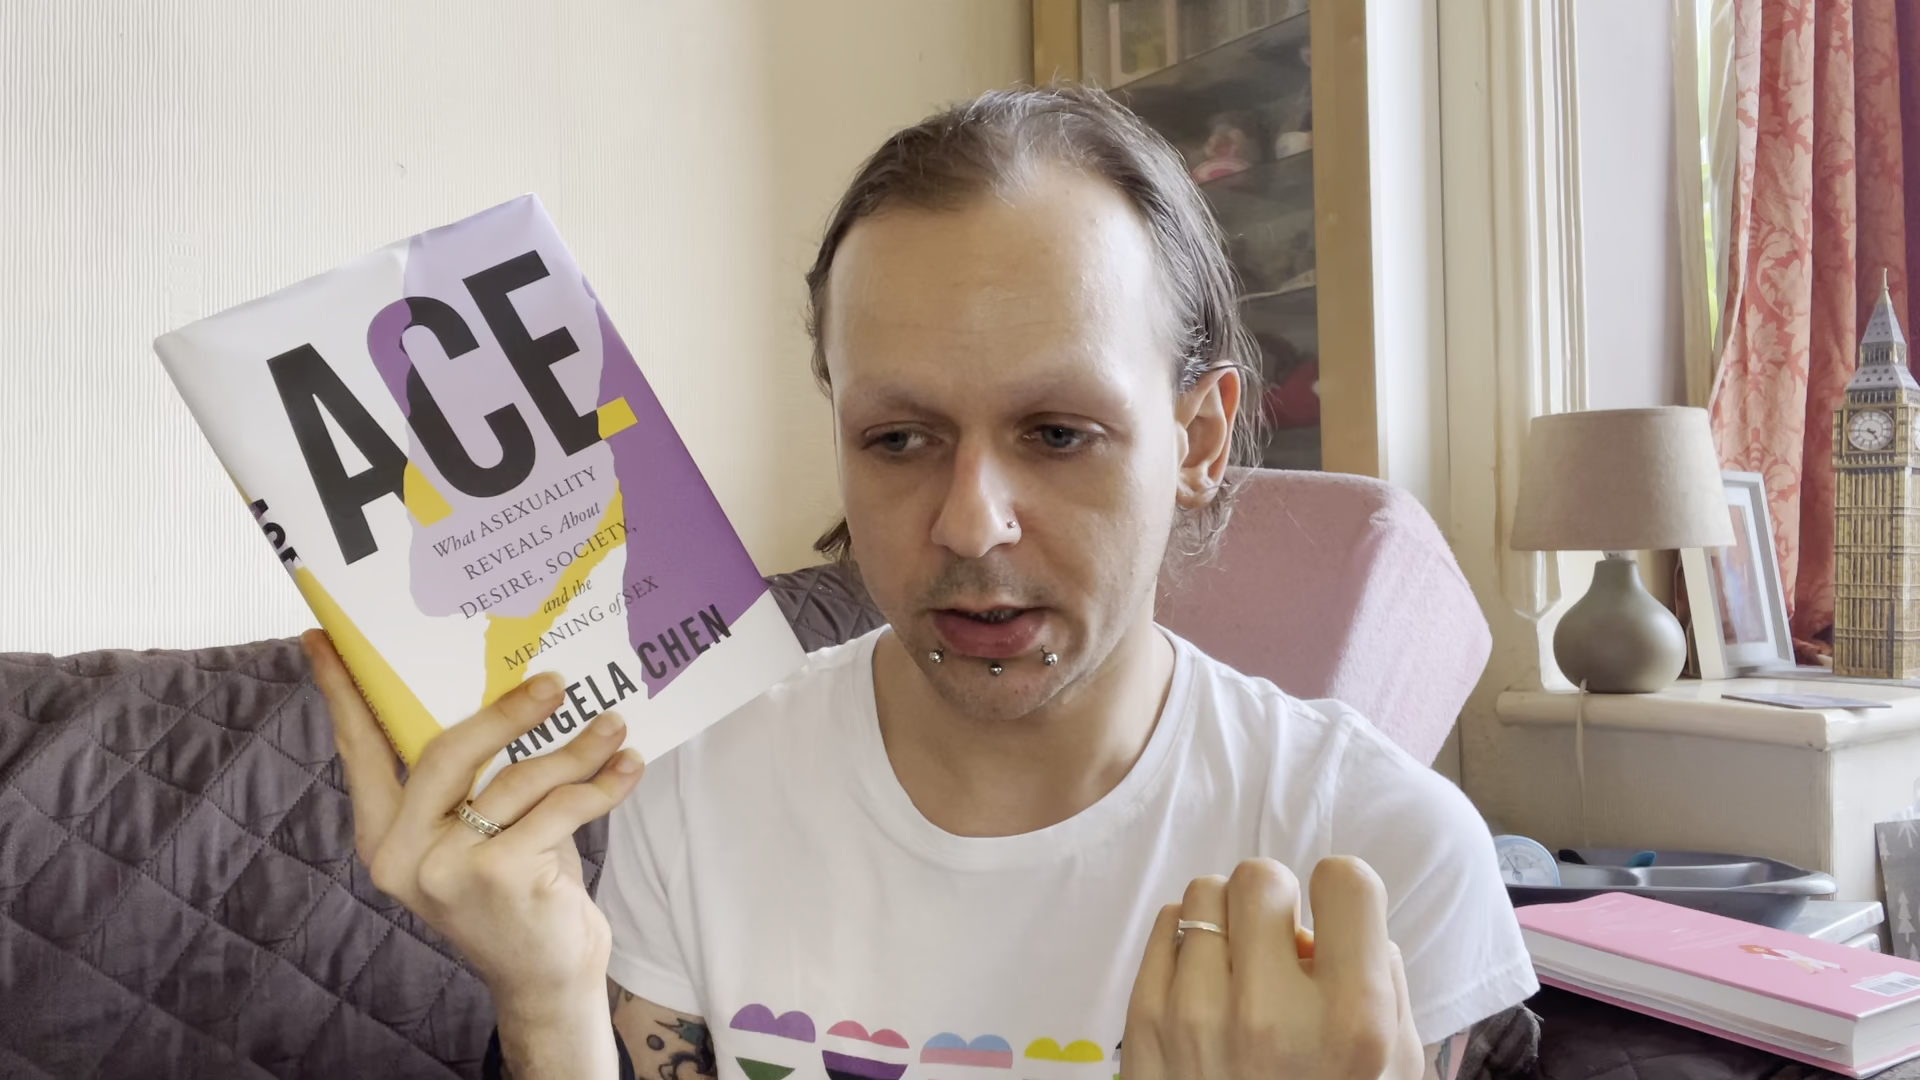 ACE
What ASEXUALITY
REVEALS About
DESIRE, SOCIETY,
and the
MEANING of SEX
ANGELA CHEN